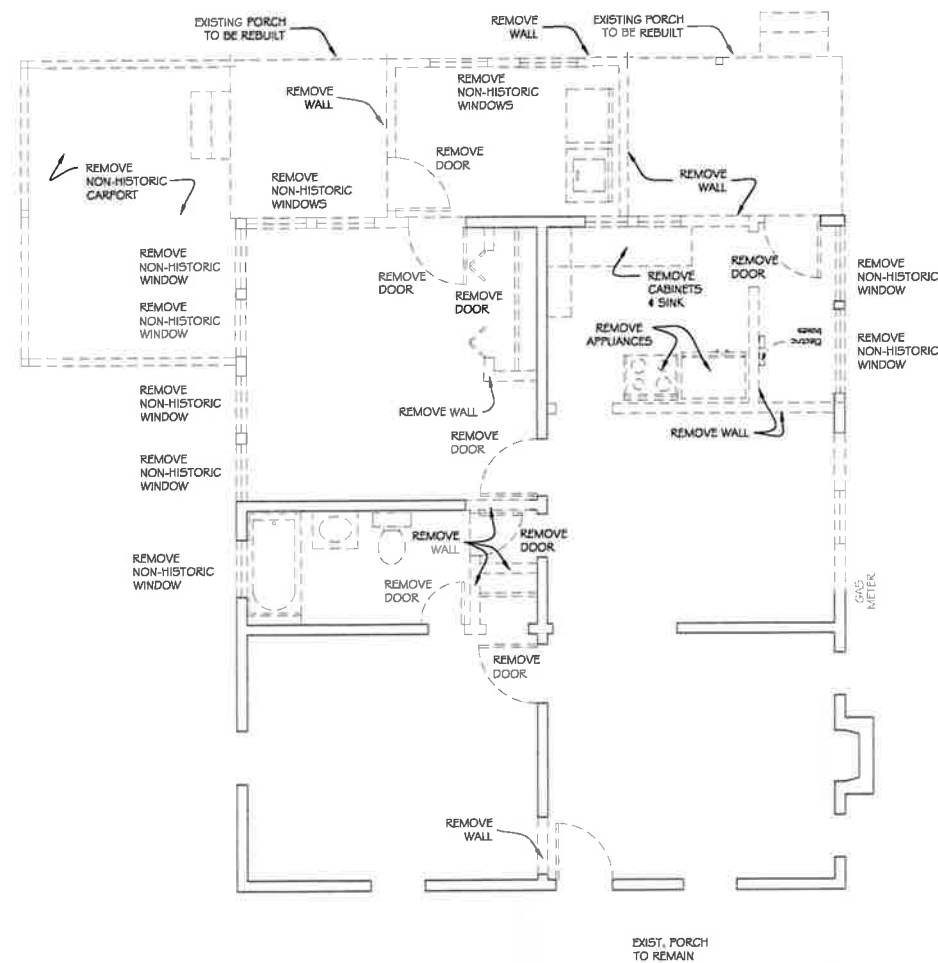 EXISTING PORCH
TO BE REBUILT
REMOVE
WALL
EXISTING PORCH
TO BE REBUILT
REMOVE
WALL
REMOVE
NON-HISTORIC
WINDOWS
REMOVE
DOOR
REMOVE
NON-HISTORIC
CARPORT
REMOVE
NON-HISTORIC
WINDOWS
REMOVE
WALL
REMOVE
NON-HISTORIC
WINDOW
REMOVE
DOOR
REMOVE
DOOR
REMOVE
CABINETS
& SINK
REMOVE
DOOR
REMOVE
NON-HISTORIC
WINDOW
REMOVE
NON-HISTORIC
WINDOW
REMOVE
APPLIANCES
REMOVE
NON-HISTORIC
WINDOW
REMOVE
NON-HISTORIC
WINDOW
REMOVE WALL
REMOVE WALL
REMOVE
DOOR
REMOVE
NON-HISTORIC
WINDOW
REMOVE
WALL
REMOVE
DOOR
REMOVE
NON-HISTORIC
WINDOW
REMOVE
DOOR
GAS
METER
REMOVE
DOOR
REMOVE
WALL
EXIST. PORCH
TO REMAIN